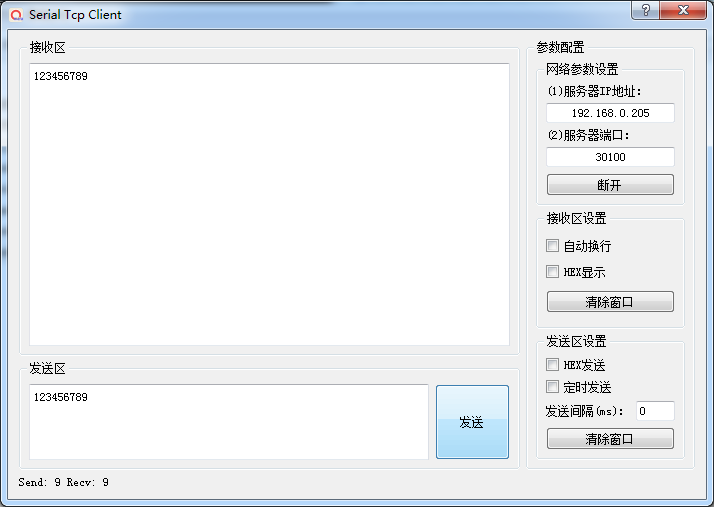 Serial Tcp Client
接收区
123456789
发送区
123456789
发送
Send: 9 Recv: 9
参数配置
网络参数设置
(1)服务器IP地址:
192.168.0.205
(2)服务器端口:
30100
断开
接收区设置
自动换行
HEX显示
清除窗口
发送区设置
HEX发送
定时发送
发送间隔(ms): 0
清除窗口